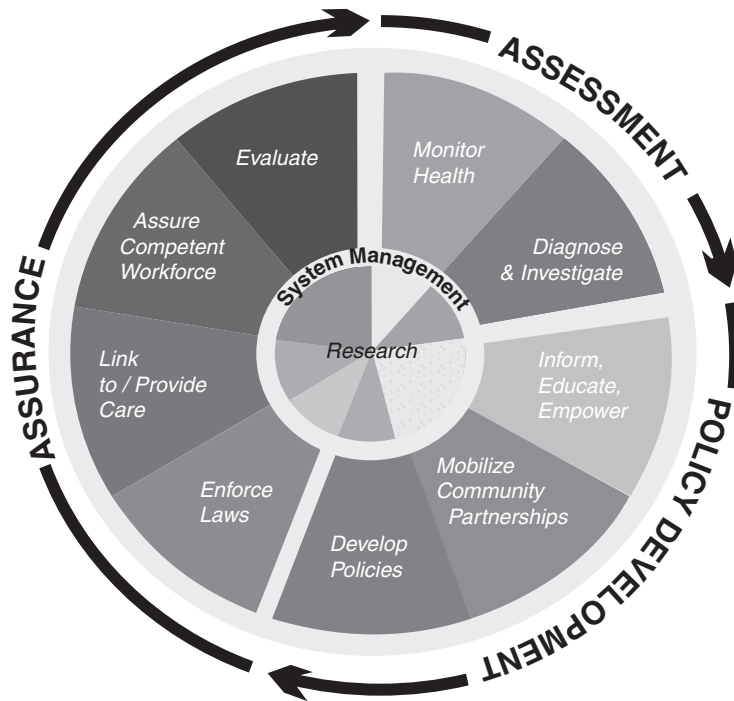 ASSESSMENT
Monitor
Health
Diagnose
& Investigate
POLICY DEVELOPMENT
Inform,
Educate,
Empower
Mobilize
Community
Partnerships
Develop
Policies
ASSURANCE
Enforce
Laws
Link
to / Provide
Care
Assure
Competent
Workforce
Evaluate
System Management
Research